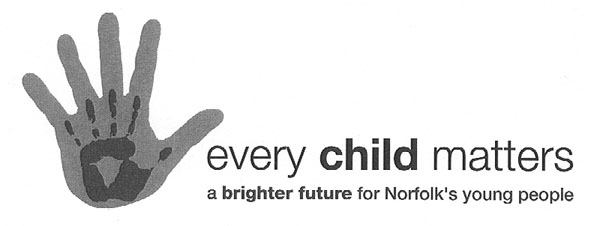 every child matters
a brighter future for Norfolk's young people